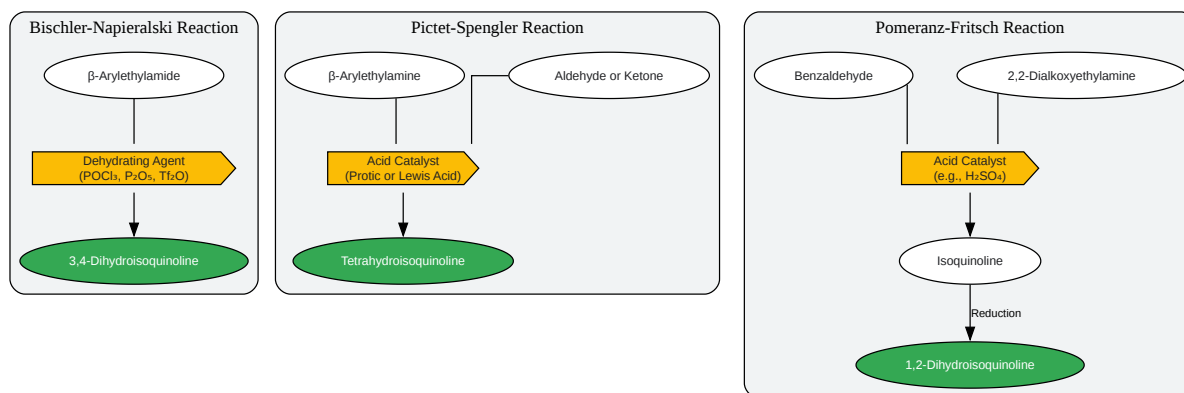 Bischler-Napieralski Reaction
β-Arylethylamide
Dehydrating Agent
(POCl₃, P₂O₅, Tf₂O)
3,4-Dihydroisoquinoline
Pictet-Spengler Reaction
β-Arylethylamine
Aldehyde or Ketone
Acid Catalyst
(Protic or Lewis Acid)
Tetrahydroisoquinoline
Pomeranz-Fritsch Reaction
Benzaldehyde
2,2-Dialkoxyethylamine
Acid Catalyst
(e.g., H₂SO₄)
Isoquinoline
Reduction
1,2-Dihydroisoquinoline